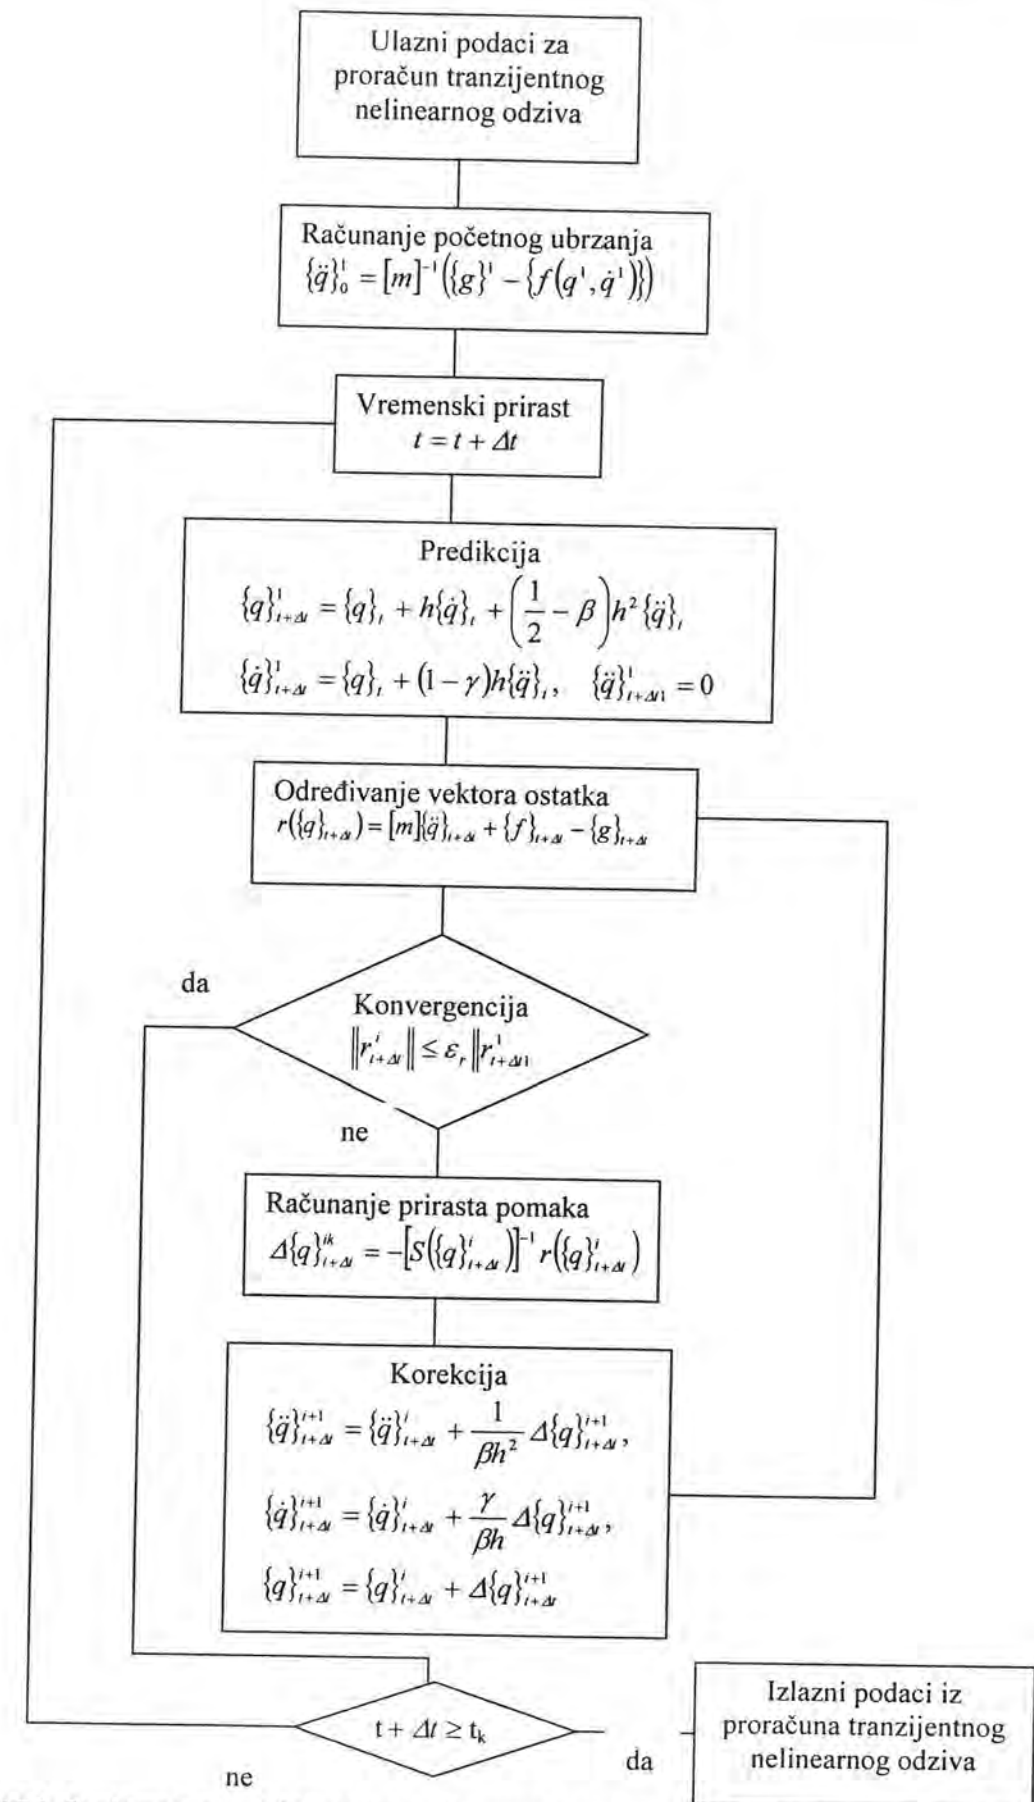 Ulazni podaci za
proračun tranzijentnog
nelinearnog odziva
Računanje početnog ubrzanja
{q̈}₀¹ = [m]⁻¹({g}¹ − {f(q¹, q̇¹)})
Vremenski prirast
t = t + Δt
Predikcija
{q}¹ₜ₊Δₜ = {q}ₜ + h{q̇}ₜ + (1/2 − β)h²{q̈}ₜ
{q̇}¹ₜ₊Δₜ = {q}ₜ + (1 − γ)h{q̈}ₜ, {q̈}¹ₜ₊Δₜ₁ = 0
Određivanje vektora ostatka
r({q}ₜ₊Δₜ) = [m]{q̈}ₜ₊Δₜ + {f}ₜ₊Δₜ − {g}ₜ₊Δₜ
da
Konvergencija
‖rⁱₜ₊Δₜ‖ ≤ εᵣ‖r¹ₜ₊Δₜ₁
ne
Računanje prirasta pomaka
Δ{q}ⁱᵏₜ₊Δₜ = −[S({q}ⁱₜ₊Δₜ)]⁻¹ r({q}ⁱₜ₊Δₜ)
Korekcija
{q̈}ⁱ⁺¹ₜ₊Δₜ = {q̈}ⁱₜ₊Δₜ + 1/(βh²) Δ{q}ⁱ⁺¹ₜ₊Δₜ,
{q̇}ⁱ⁺¹ₜ₊Δₜ = {q̇}ⁱₜ₊Δₜ + γ/(βh) Δ{q}ⁱ⁺¹ₜ₊Δₜ,
{q}ⁱ⁺¹ₜ₊Δₜ = {q}ⁱₜ₊Δₜ + Δ{q}ⁱ⁺¹ₜ₊Δₜ
t + Δt ≥ tₖ
ne
da
Izlazni podaci iz
proračuna tranzijentnog
nelinearnog odziva